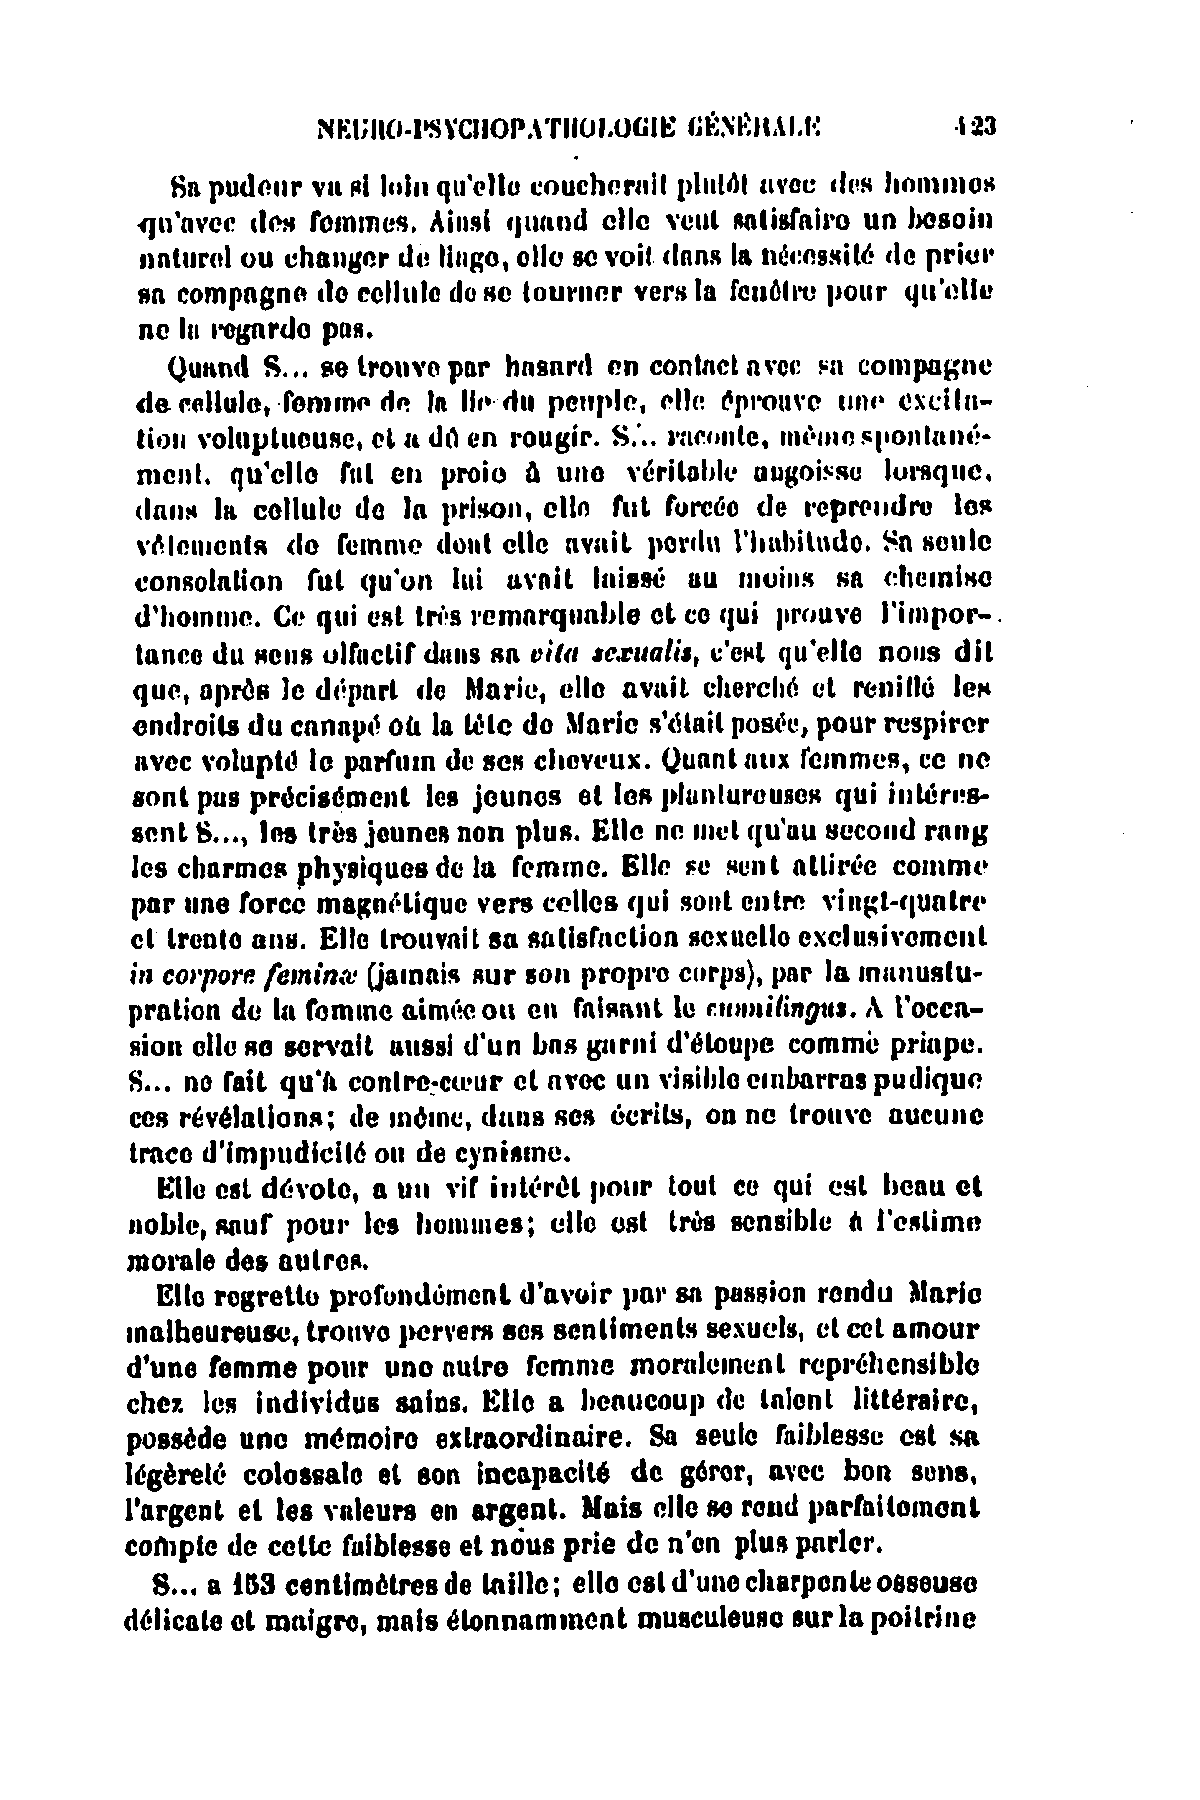 NEURO-PSYCHOPATHOLOGIE GÉNÉRALE 423
Sa pudeur va si loin qu'elle coucherait plutôt avec des hommes
qu'avec des femmes. Ainsi quand elle veut satisfaire un besoin
naturel ou changer de linge, elle se voit dans la nécessité de prier
sa compagne de cellule de se tourner vers la fenêtre pour qu'elle
ne la regarde pas.
Quand S... se trouve par hasard en contact avec sa compagne
de cellule, femme de la lie du peuple, elle éprouve une excita-
tion voluptueuse, et a dû en rougir. S... raconte, même spontané-
ment, qu'elle fut en proie à une véritable angoisse lorsque,
dans la cellule de la prison, elle fut forcée de reprendre les
vêtements de femme dont elle avait perdu l'habitude. Sa seule
consolation fut qu'on lui avait laissé au moins sa chemise
d'homme. Ce qui est très remarquable et ce qui prouve l'impor-
tance du sens olfactif dans sa vita sexualis, c'est qu'elle nous dit
que, après le départ de Marie, elle avait cherché et reniflé les
endroits du canapé où la tête de Marie s'était posée, pour respirer
avec volupté le parfum de ses cheveux. Quant aux femmes, ce ne
sont pas précisément les jeunes et les plantureuses qui intéres-
sent S..., les très jeunes non plus. Elle ne met qu'au second rang
les charmes physiques de la femme. Elle se sent attirée comme
par une force magnétique vers celles qui sont entre vingt-quatre
et trente ans. Elle trouvait sa satisfaction sexuelle exclusivement
in corpore feminæ (jamais sur son propre corps), par la manustu-
pration de la femme aimée ou en faisant le cunnilingus. A l'occa-
sion elle se servait aussi d'un bas garni d'étoupe comme priape.
S... ne fait qu'à contre-cœur et avec un visible embarras pudique
ces révélations; de même, dans ses écrits, on ne trouve aucune
trace d'impudicité ou de cynisme.
Elle est dévote, a un vif intérêt pour tout ce qui est beau et
noble, sauf pour les hommes; elle est très sensible à l'estime
morale des autres.
Elle regrette profondément d'avoir par sa passion rendu Marie
malheureuse, trouve pervers ses sentiments sexuels, et cet amour
d'une femme pour une autre femme moralement repréhensible
chez les individus sains. Elle a beaucoup de talent littéraire,
possède une mémoire extraordinaire. Sa seule faiblesse est sa
légèreté colossale et son incapacité de gérer, avec bon sens,
l'argent et les valeurs en argent. Mais elle se rend parfaitement
compte de cette faiblesse et nous prie de n'en plus parler.
S... a 153 centimètres de taille; elle est d'une charpente osseuse
délicate et maigre, mais étonnamment musculeuse sur la poitrine